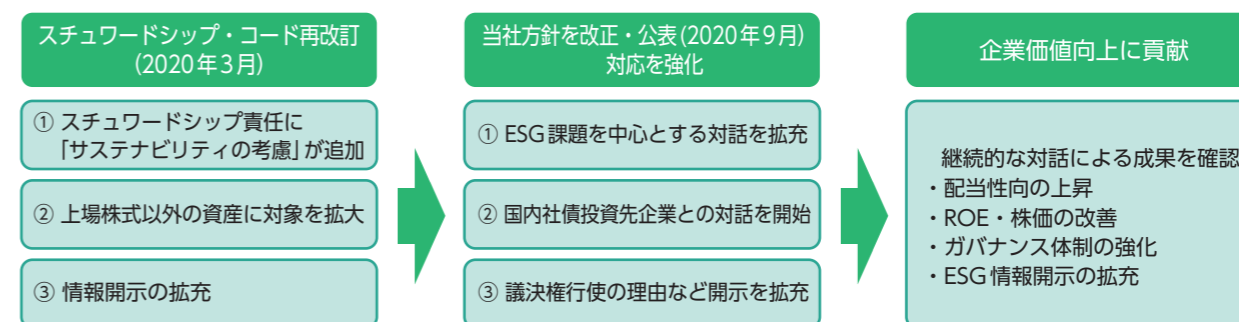 スチュワードシップ・コード再改訂
(2020年3月)
① スチュワードシップ責任に
「サステナビリティの考慮」が追加
② 上場株式以外の資産に対象を拡大
③ 情報開示の拡充
当社方針を改正・公表(2020年9月)
対応を強化
① ESG課題を中心とする対話を拡充
② 国内社債投資先企業との対話を開始
③ 議決権行使の理由など開示を拡充
企業価値向上に貢献
継続的な対話による成果を確認
・配当性向の上昇
・ROE・株価の改善
・ガバナンス体制の強化
・ESG情報開示の拡充